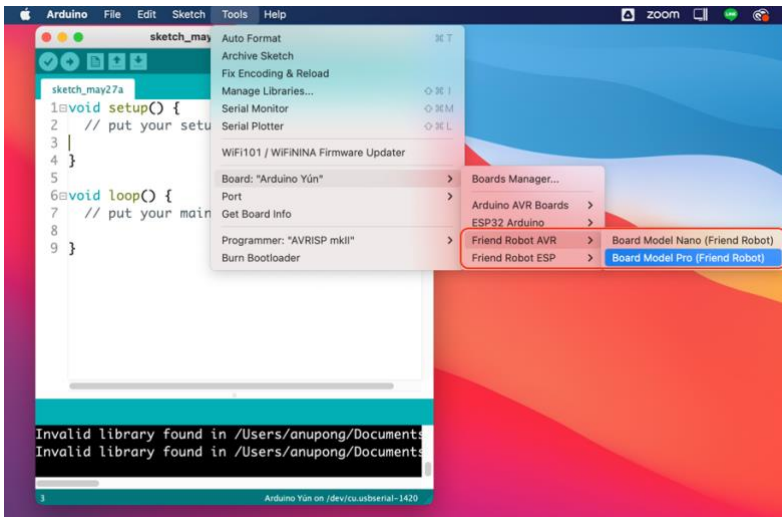 Arduino File Edit Sketch Tools Help zoom
sketch_may
sketch_may27a
1 void setup() {
2 // put your setu
3
4 }
5
6 void loop() {
7 // put your main
8
9 }
Auto Format ⌘T
Archive Sketch
Fix Encoding & Reload
Manage Libraries... ⇧⌘I
Serial Monitor ⇧⌘M
Serial Plotter ⇧⌘L
WiFi101 / WiFiNINA Firmware Updater
Board: "Arduino Yún"
Port
Get Board Info
Programmer: "AVRISP mkII"
Burn Bootloader
Boards Manager...
Arduino AVR Boards
ESP32 Arduino
Friend Robot AVR
Friend Robot ESP
Board Model Nano (Friend Robot)
Board Model Pro (Friend Robot)
Invalid library found in /Users/anupong/Documents
Invalid library found in /Users/anupong/Documents
3 Arduino Yún on /dev/cu.usbserial-1420